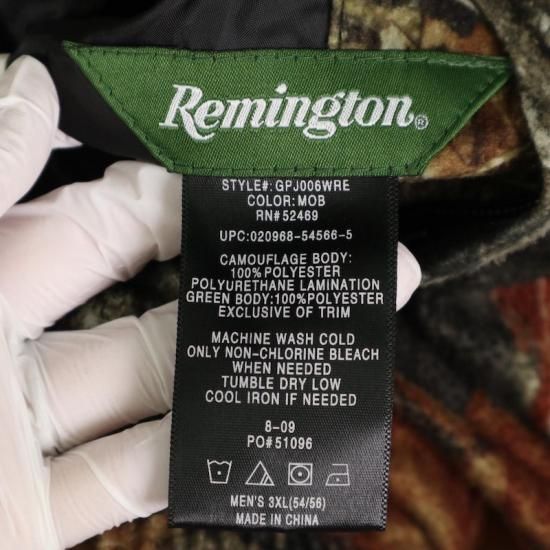 Remington®
STYLE#: GPJ006WRE
COLOR: MOB
RN# 52469
UPC:020968-54566-5
CAMOUFLAGE BODY:
100% POLYESTER
POLYURETHANE LAMINATION
GREEN BODY:100% POLYESTER
EXCLUSIVE OF TRIM
MACHINE WASH COLD
ONLY NON-CHLORINE BLEACH
WHEN NEEDED
TUMBLE DRY LOW
COOL IRON IF NEEDED
8-09
PO# 51096
MEN'S 3XL(54/56)
MADE IN CHINA